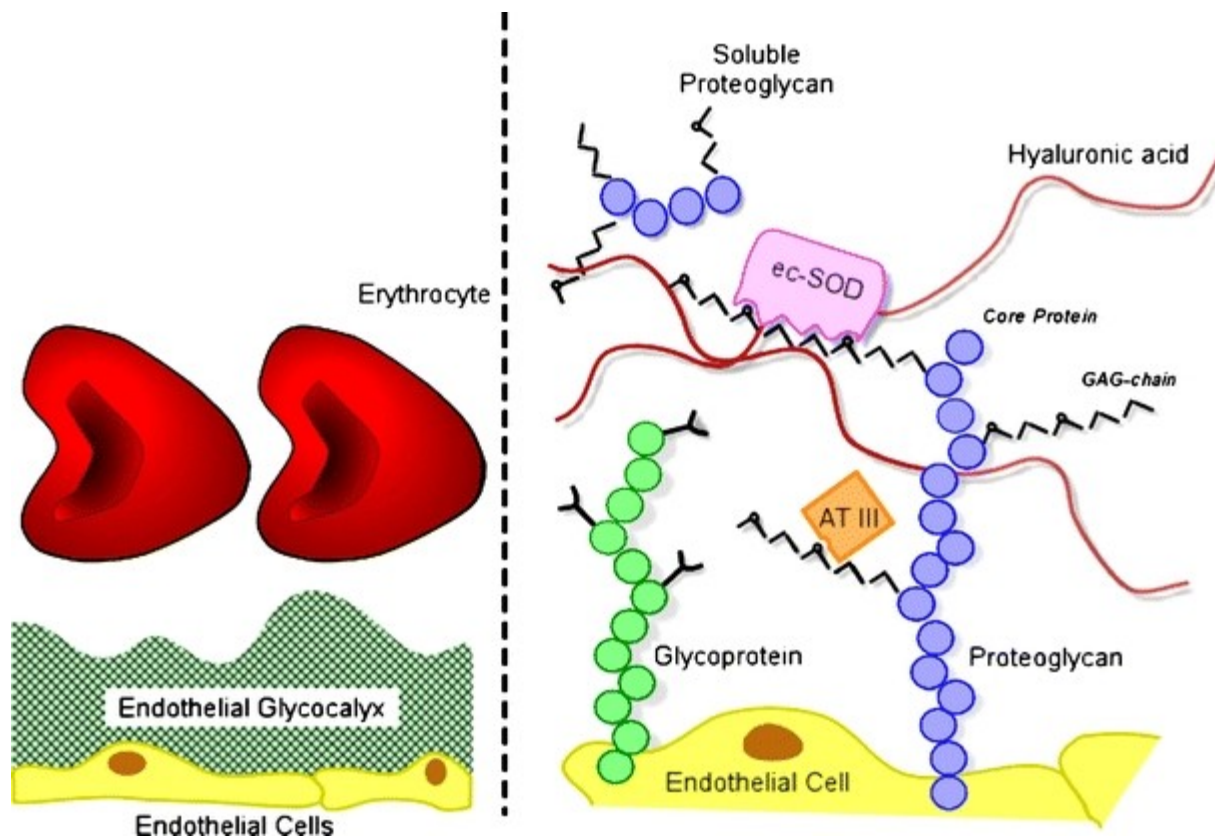 Erythrocyte
Endothelial Glycocalyx
Endothelial Cells
Soluble
Proteoglycan
Hyaluronic acid
ec-SOD
Core Protein
GAG-chain
AT III
Glycoprotein
Proteoglycan
Endothelial Cell